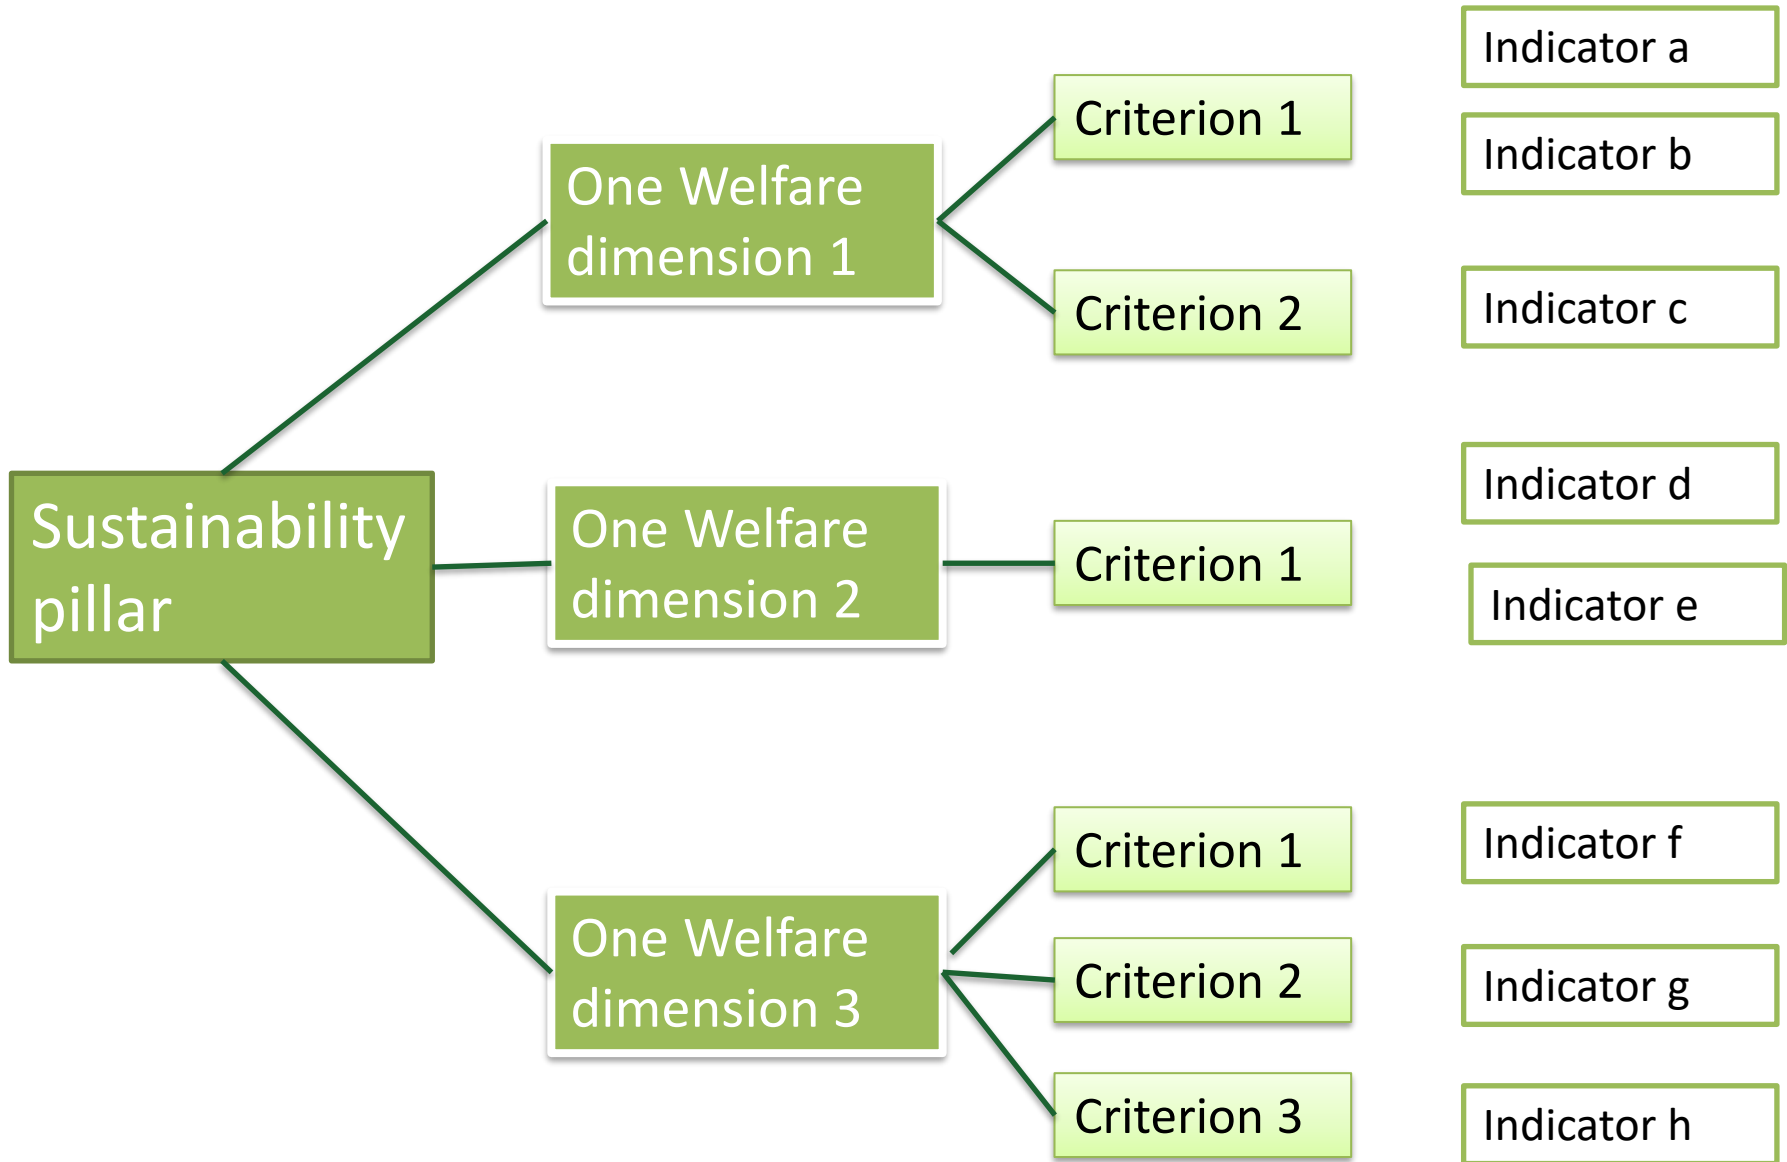 Sustainability
pillar
One Welfare
dimension 1
Criterion 1
Indicator a
Indicator b
Criterion 2
Indicator c
One Welfare
dimension 2
Criterion 1
Indicator d
Indicator e
One Welfare
dimension 3
Criterion 1
Indicator f
Criterion 2
Indicator g
Criterion 3
Indicator h